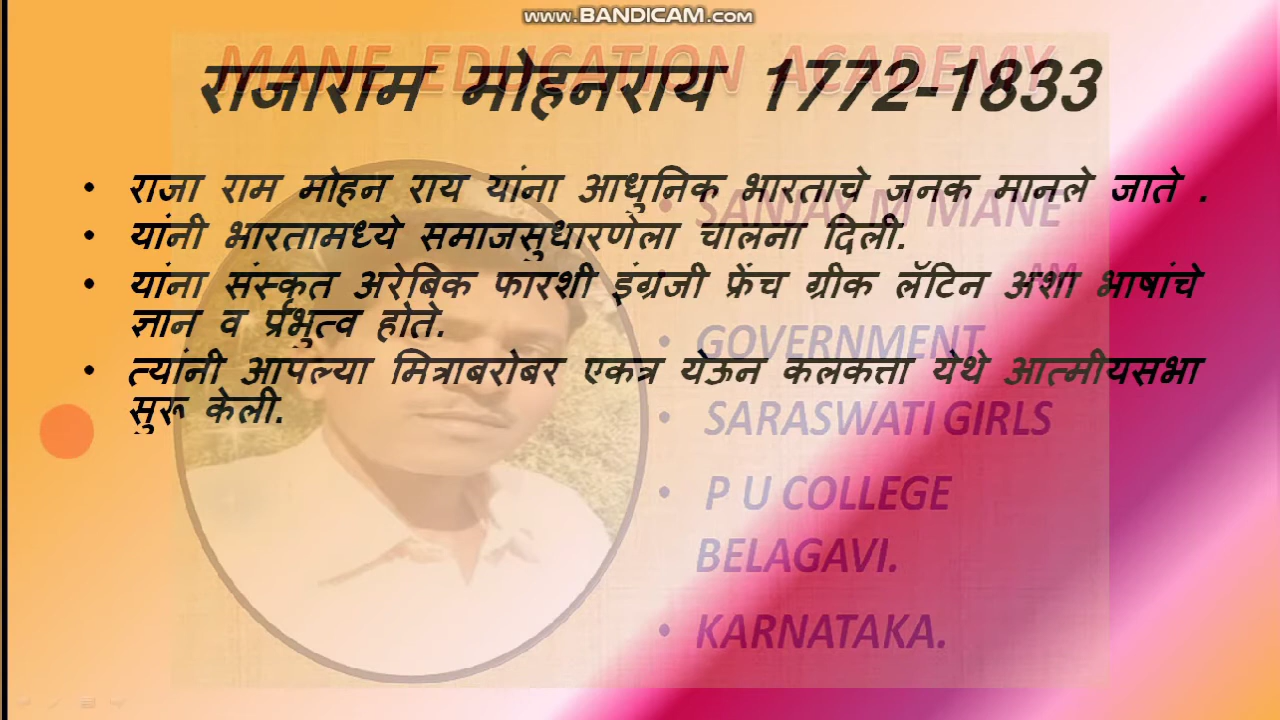 www.BANDICAM.com
MANE EDUCATION ACADEMY
राजाराम मोहनराय 1772-1833
• राजा राम मोहन राय यांना आधुनिक भारताचे जनक मानले जाते .
• यांनी भारतामध्ये समाजसुधारणेला चालना दिली.
• यांना संस्कृत अरेबिक फारशी इंग्रजी फ्रेंच ग्रीक लॅटिन अशा भाषांचे
ज्ञान व र्प्रभुत्व होते.
• त्यांनी आपल्या मित्राबरोबर एकत्र येऊन कलकत्ता येथे आत्मीयसभा
सुरू केली.
• SANJAY M MANE
• GOVERNMENT
• SARASWATI GIRLS
• P U COLLEGE
BELAGAVI.
• KARNATAKA.